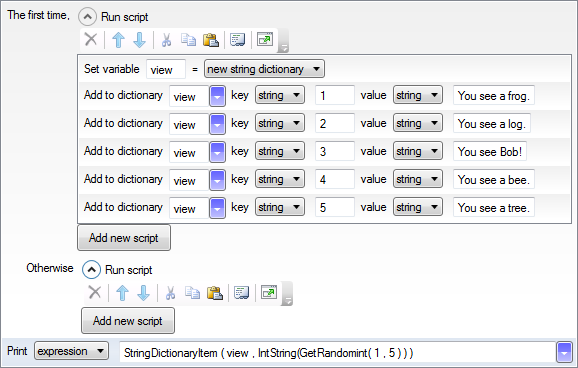 The first time, Run script
Set variable view = new string dictionary
Add to dictionary view key string 1 value string You see a frog.
Add to dictionary view key string 2 value string You see a log.
Add to dictionary view key string 3 value string You see Bob!
Add to dictionary view key string 4 value string You see a bee.
Add to dictionary view key string 5 value string You see a tree.
Add new script
Otherwise Run script
Add new script
Print expression StringDictionaryItem ( view , IntString(GetRandomint( 1 , 5 ) ) )